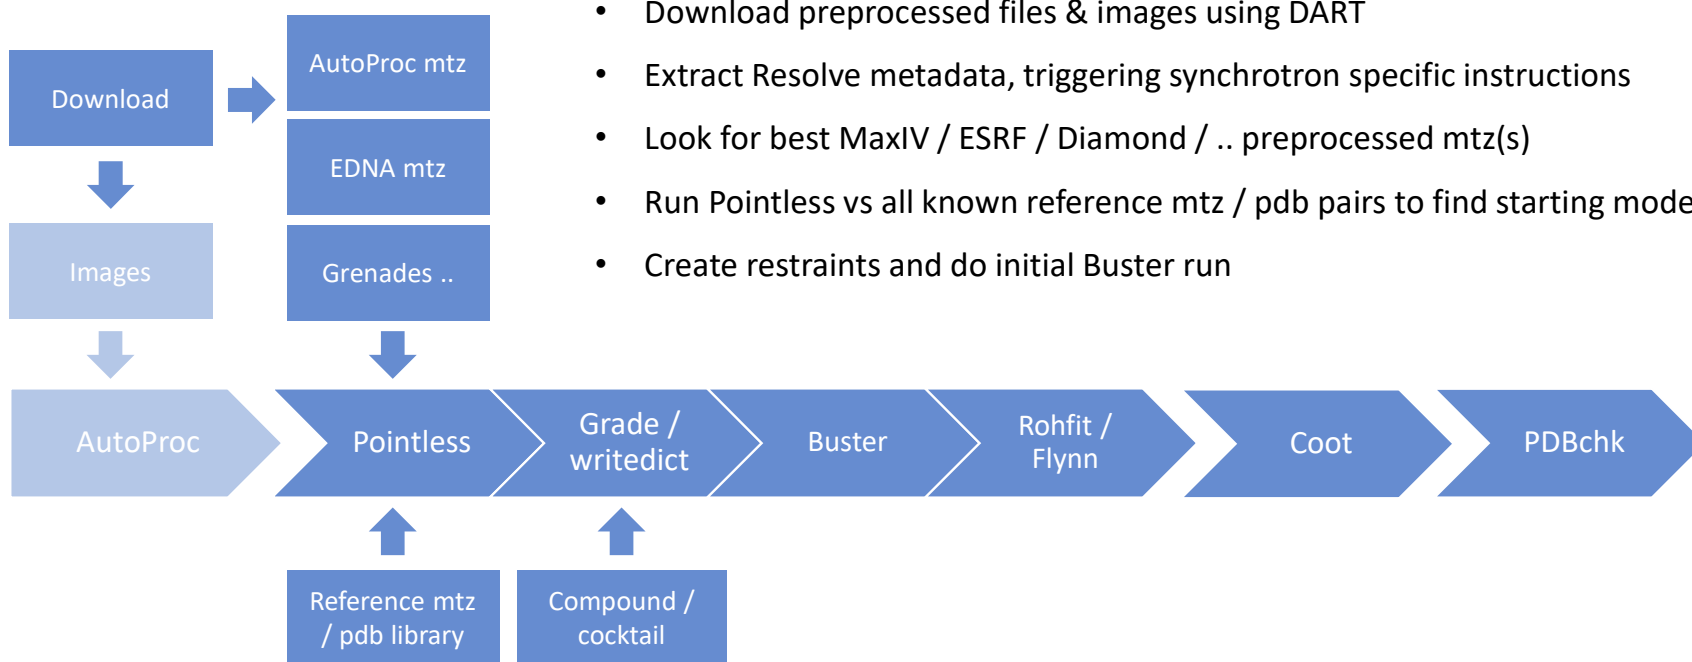 • Download preprocessed files & images using DART
• Extract Resolve metadata, triggering synchrotron specific instructions
• Look for best MaxIV / ESRF / Diamond / .. preprocessed mtz(s)
• Run Pointless vs all known reference mtz / pdb pairs to find starting mode
• Create restraints and do initial Buster run
Download
AutoProc mtz
EDNA mtz
Grenades ..
Images
AutoProc
Pointless
Grade /
writedict
Buster
Rohfit /
Flynn
Coot
PDBchk
Reference mtz
/ pdb library
Compound /
cocktail